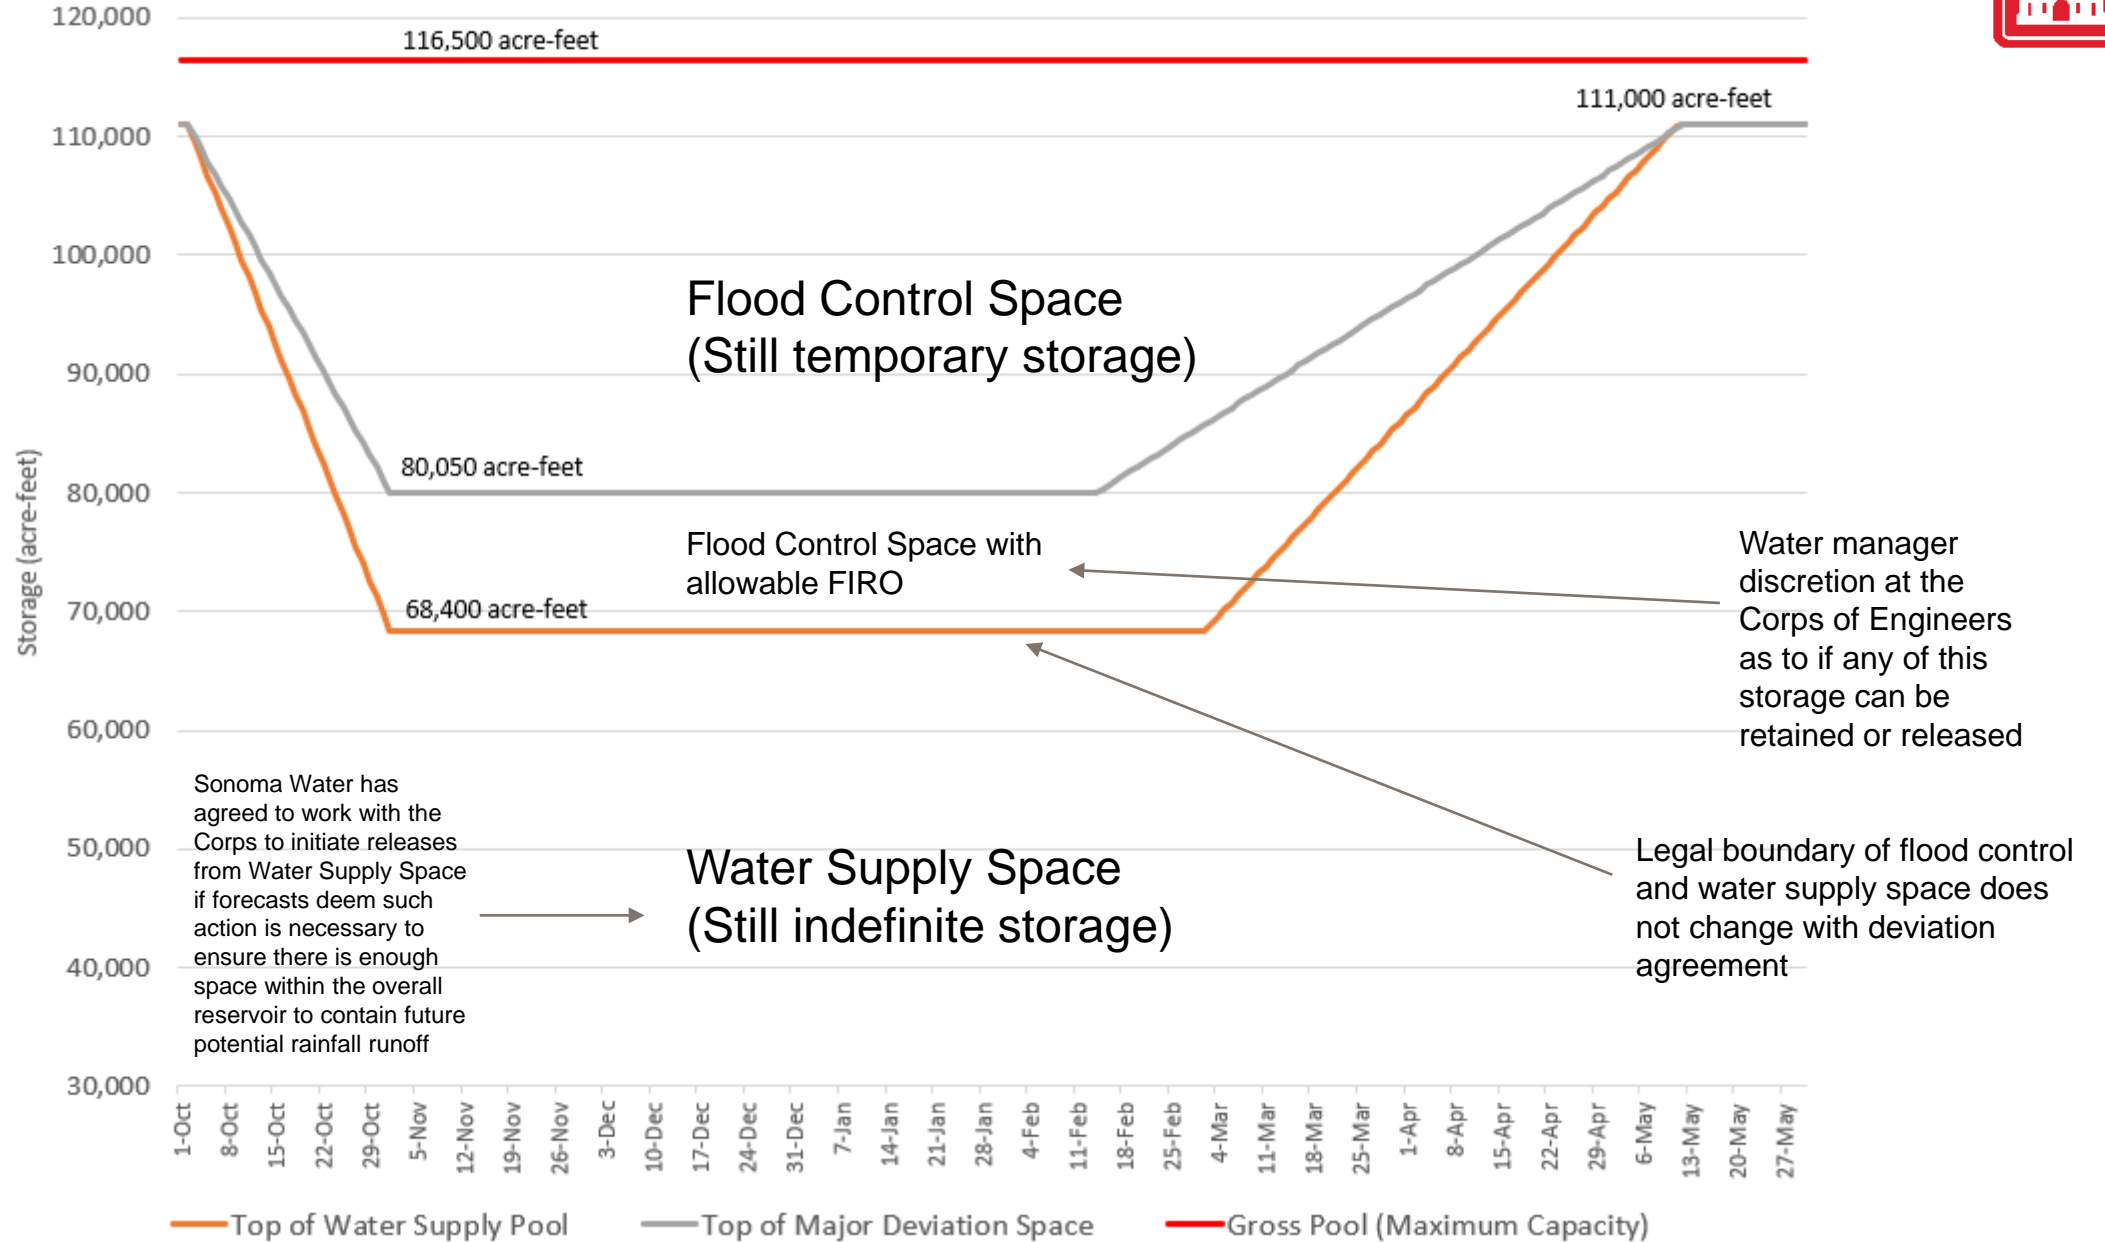 120,000
116,500 acre-feet
111,000 acre-feet
110,000
100,000
Flood Control Space
(Still temporary storage)
90,000
80,050 acre-feet
80,000
Storage (acre-feet)
Flood Control Space with
allowable FIRO
Water manager
discretion at the
Corps of Engineers
as to if any of this
storage can be
retained or released
68,400 acre-feet
70,000
60,000
Sonoma Water has
agreed to work with the
Corps to initiate releases
from Water Supply Space
if forecasts deem such
action is necessary to
ensure there is enough
space within the overall
reservoir to contain future
potential rainfall runoff
50,000
Water Supply Space
(Still indefinite storage)
Legal boundary of flood control
and water supply space does
not change with deviation
agreement
40,000
30,000
1-Oct
8-Oct
15-Oct
22-Oct
29-Oct
5-Nov
12-Nov
19-Nov
26-Nov
3-Dec
10-Dec
17-Dec
24-Dec
31-Dec
7-Jan
14-Jan
21-Jan
28-Jan
4-Feb
11-Feb
18-Feb
25-Feb
4-Mar
11-Mar
18-Mar
25-Mar
1-Apr
8-Apr
15-Apr
22-Apr
29-Apr
6-May
13-May
20-May
27-May
Top of Water Supply Pool
Top of Major Deviation Space
Gross Pool (Maximum Capacity)